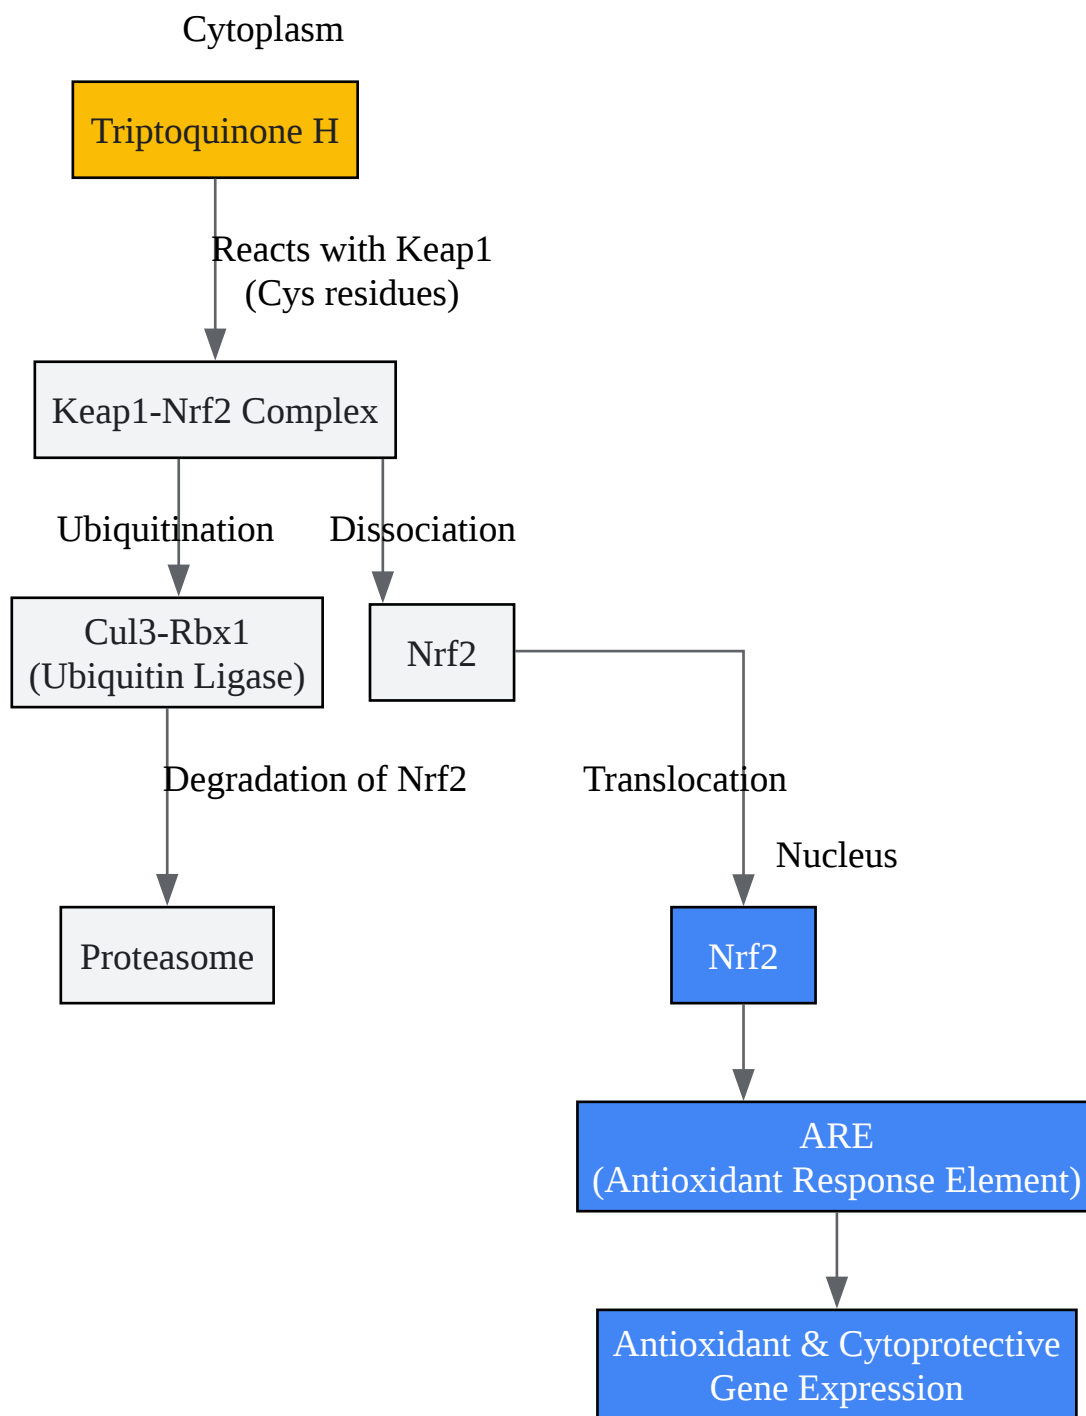 Cytoplasm
Triptoquinone H
Reacts with Keap1
(Cys residues)
Keap1-Nrf2 Complex
Ubiquitination
Dissociation
Cul3-Rbx1
(Ubiquitin Ligase)
Nrf2
Degradation of Nrf2
Translocation
Nucleus
Proteasome
Nrf2
ARE
(Antioxidant Response Element)
Antioxidant & Cytoprotective
Gene Expression